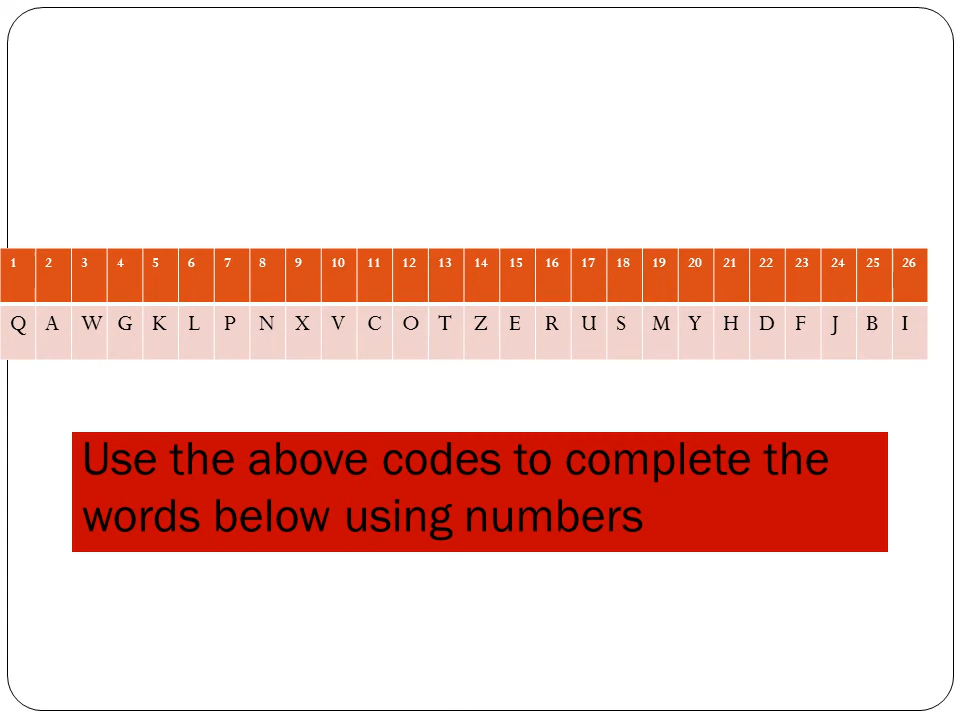 1 2 3 4 5 6 7 8 9 10 11 12 13 14 15 16 17 18 19 20 21 22 23 24 25 26
Q A W G K L P N X V C O T Z E R U S M Y H D F J B I
Use the above codes to complete the
words below using numbers